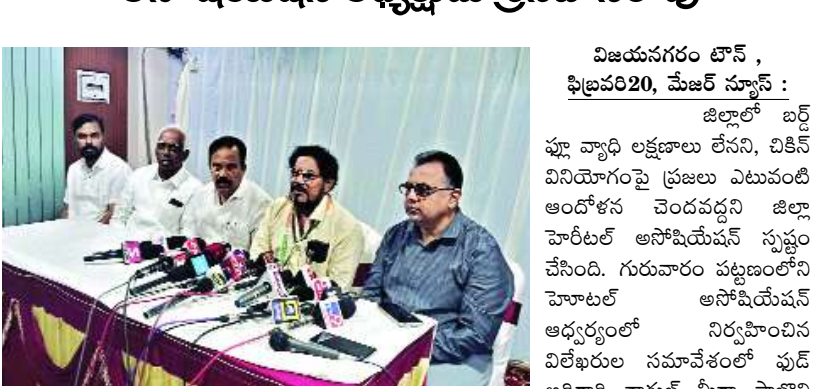 విజయనగరం టౌన్ ,
ఫిబ్రవరి20, మేజర్ న్యూస్ :
జిల్లాలో బర్డ్
ఫ్లూ వ్యాధి లక్షణాలు లేనని, చికిన్
వినియోగంపై ప్రజలు ఎటువంటి
ఆందోళన చెందవద్దని జిల్లా
హెరీటల్ అసోషియేషన్ స్పష్టం
చేసింది. గురువారం పట్టణంలోని
హెూటల్ అసోషియేషన్
ఆధ్వర్యంలో నిర్వహించిన
విలేఖరుల సమావేశంలో ఫుడ్